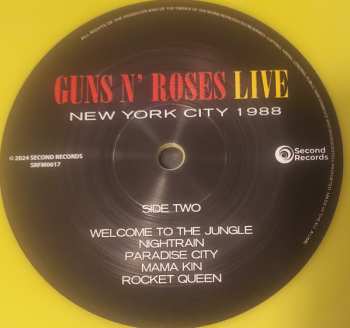 GUNS N' ROSES LIVE
NEW YORK CITY 1988
℗ 2024 SECOND RECORDS
SRFM0017
Second
Records
SIDE TWO
WELCOME TO THE JUNGLE
NIGHTRAIN
PARADISE CITY
MAMA KIN
ROCKET QUEEN